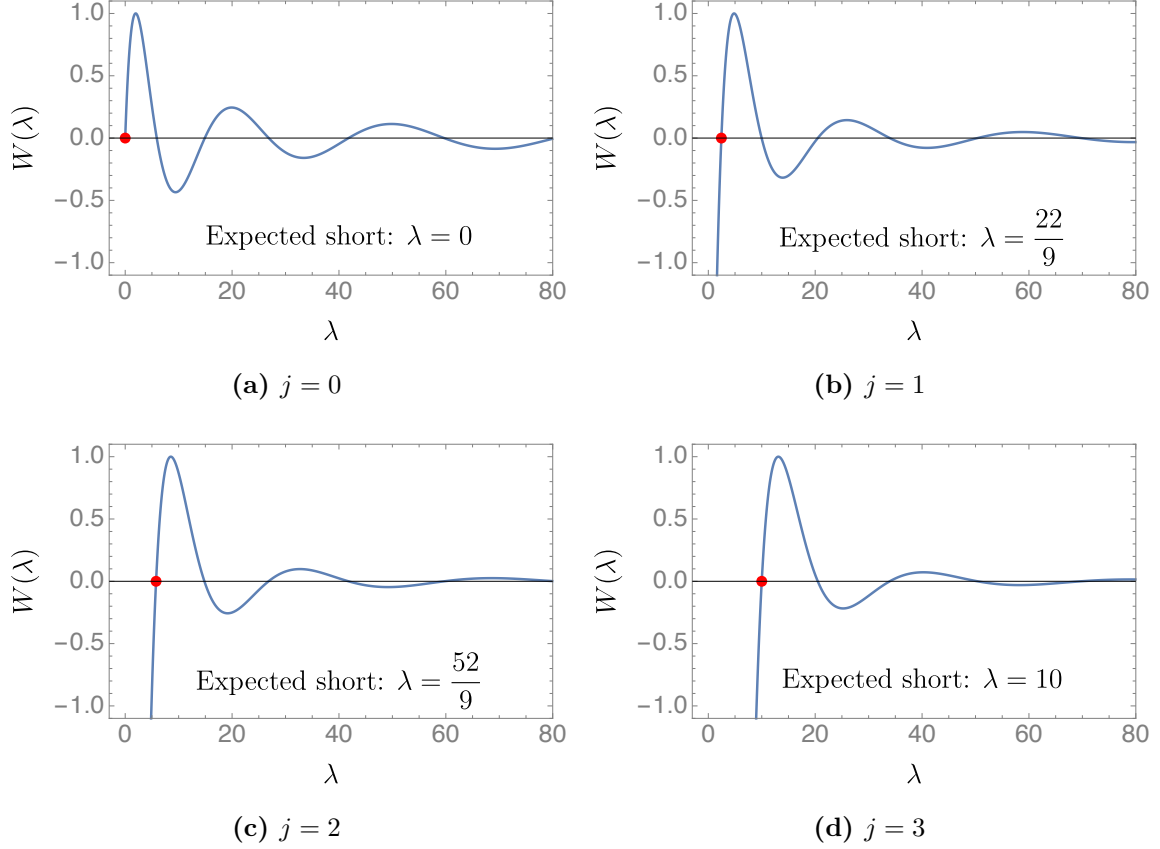 1.0
0.5
0.0
−0.5
−1.0
W(λ)
Expected short: λ = 0
0 20 40 60 80
λ
(a) j = 0
1.0
0.5
0.0
−0.5
−1.0
W(λ)
Expected short: λ = 22/9
0 20 40 60 80
λ
(b) j = 1
1.0
0.5
0.0
−0.5
−1.0
W(λ)
Expected short: λ = 52/9
0 20 40 60 80
λ
(c) j = 2
1.0
0.5
0.0
−0.5
−1.0
W(λ)
Expected short: λ = 10
0 20 40 60 80
λ
(d) j = 3